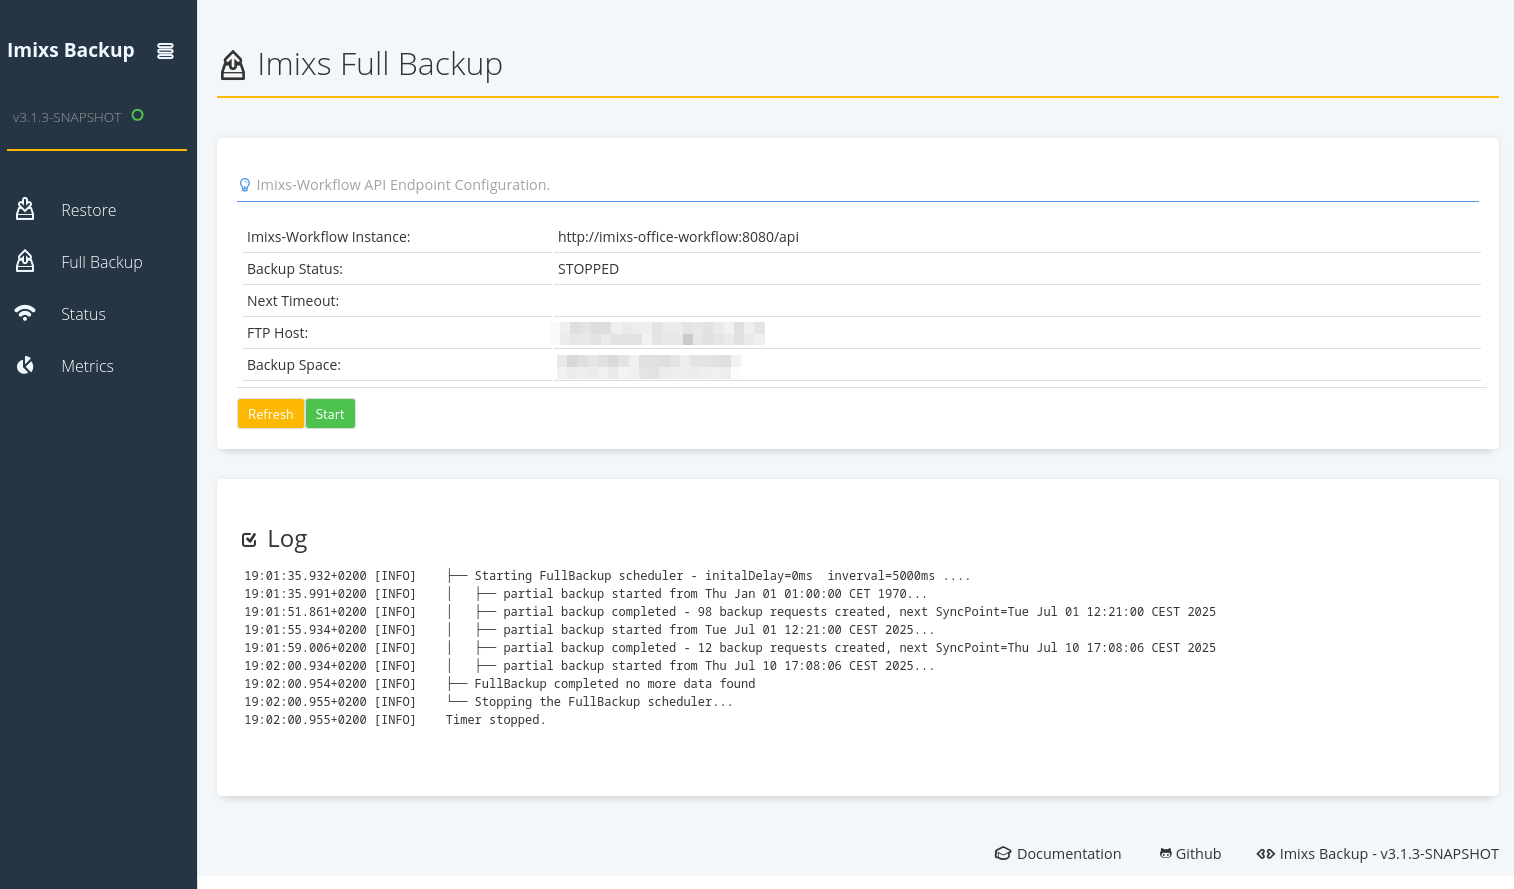 Imixs Backup
v3.1.3-SNAPSHOT
Restore
Full Backup
Status
Metrics
Imixs Full Backup
Imixs-Workflow API Endpoint Configuration.
Imixs-Workflow Instance: http://imixs-office-workflow:8080/api
Backup Status: STOPPED
Next Timeout:
FTP Host:
Backup Space:
Refresh Start
Log
19:01:35.932+0200 [INFO] ├── Starting FullBackup scheduler - initalDelay=0ms inverval=5000ms ....
19:01:35.991+0200 [INFO] │ ├── partial backup started from Thu Jan 01 01:00:00 CET 1970...
19:01:51.861+0200 [INFO] │ ├── partial backup completed - 98 backup requests created, next SyncPoint=Tue Jul 01 12:21:00 CEST 2025
19:01:55.934+0200 [INFO] │ ├── partial backup started from Tue Jul 01 12:21:00 CEST 2025...
19:01:59.006+0200 [INFO] │ ├── partial backup completed - 12 backup requests created, next SyncPoint=Thu Jul 10 17:08:06 CEST 2025
19:02:00.934+0200 [INFO] │ ├── partial backup started from Thu Jul 10 17:08:06 CEST 2025...
19:02:00.954+0200 [INFO] ├── FullBackup completed no more data found
19:02:00.955+0200 [INFO] └── Stopping the FullBackup scheduler...
19:02:00.955+0200 [INFO] Timer stopped.
Documentation Github Imixs Backup - v3.1.3-SNAPSHOT